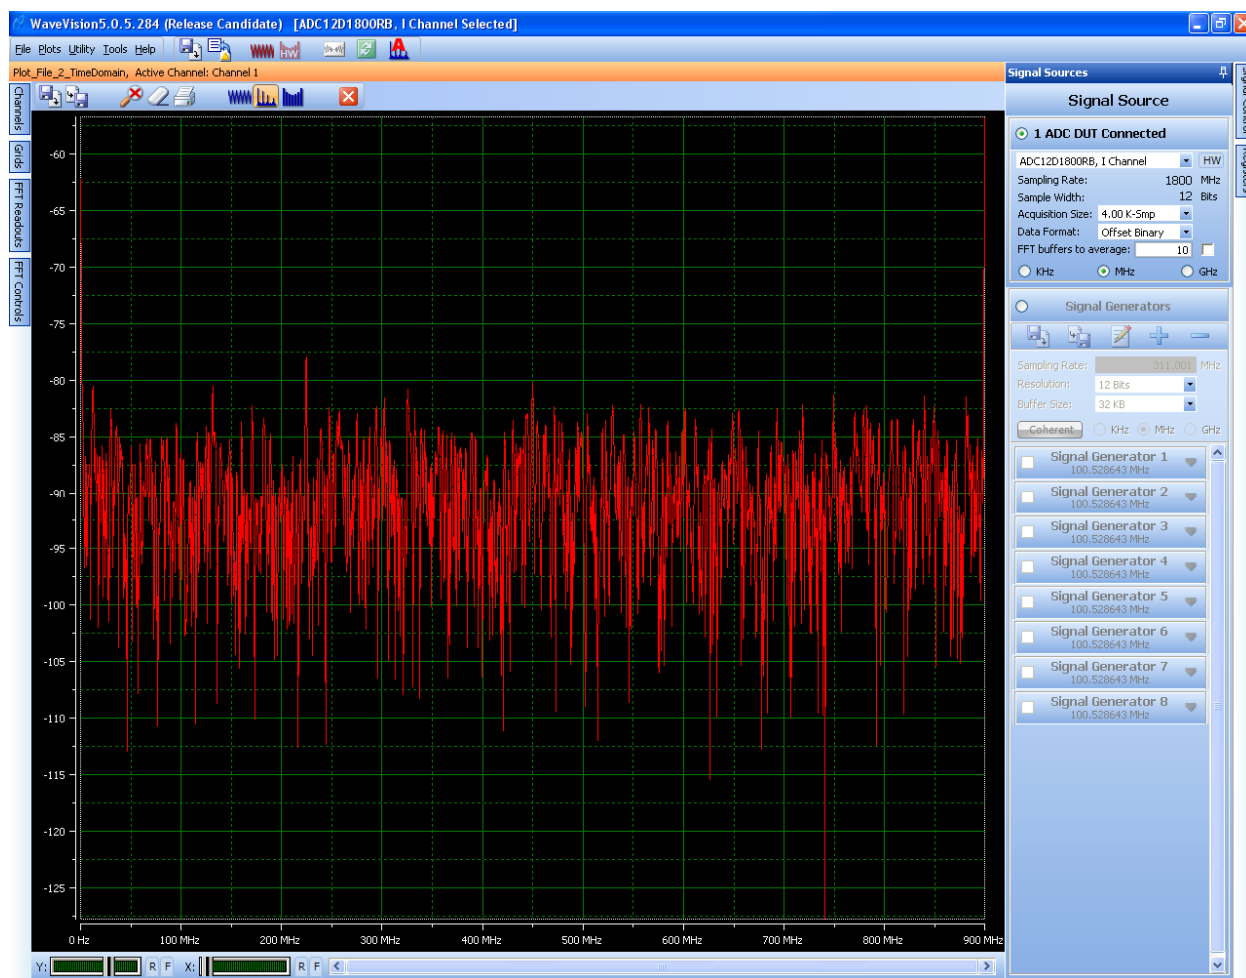 WaveVision5.0.5.284 (Release Candidate) [ADC12D1800RB, I Channel Selected]
File Plots Utility Tools Help
HW
A
Plot_File_2_TimeDomain, Active Channel: Channel 1
Channels
Grids
FFT Readouts
FFT Controls
-60
-65
-70
-75
-80
-85
-90
-95
-100
-105
-110
-115
-120
-125
0 Hz 100 MHz 200 MHz 300 MHz 400 MHz 500 MHz 600 MHz 700 MHz 800 MHz 900 MHz
Y: R F X: R F
Signal Sources
Signal Source
1 ADC DUT Connected
ADC12D1800RB, I Channel HW
Sampling Rate: 1800 MHz
Sample Width: 12 Bits
Acquisition Size: 4.00 K-Smp
Data Format: Offset Binary
FFT buffers to average: 10
KHz MHz GHz
Signal Generators
Sampling Rate: 311.001 MHz
Resolution: 12 Bits
Buffer Size: 32 KB
Coherent KHz MHz GHz
Signal Generator 1
100.528643 MHz
Signal Generator 2
100.528643 MHz
Signal Generator 3
100.528643 MHz
Signal Generator 4
100.528643 MHz
Signal Generator 5
100.528643 MHz
Signal Generator 6
100.528643 MHz
Signal Generator 7
100.528643 MHz
Signal Generator 8
100.528643 MHz